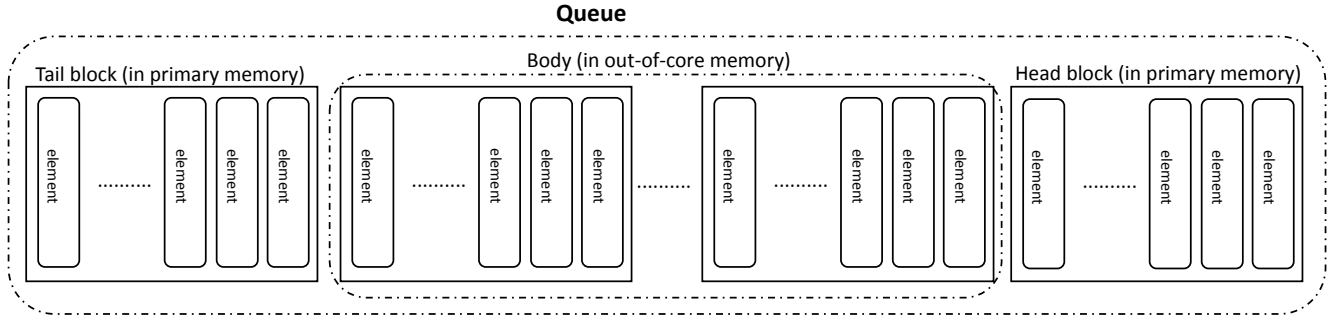 Queue
Body (in out-of-core memory)
Tail block (in primary memory)
Head block (in primary memory)
element
..........
element
element
element
element
..........
element
element
element
..........
element
..........
element
element
element
element
..........
element
element
element